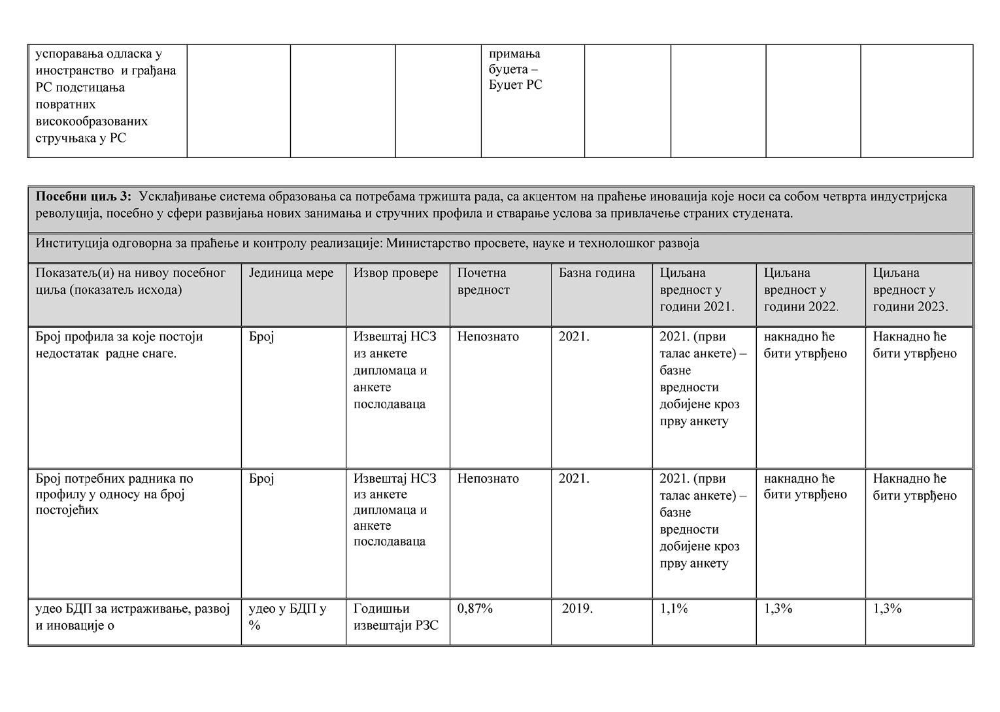 успоравања одласка у
иностранство  и грађана
РС подстицања
повратних
високообразованих
стручњака у РС
примања
буџета –
Буџет РС
Посебни циљ 3:  Усклађивање система образовања са потребама тржишта рада, са акцентом на праћење иновација које носи са собом четврта индустријска
револуција, посебно у сфери развијања нових занимања и стручних профила и стварање услова за привлачење страних студената.
Институција одговорна за праћење и контролу реализације: Министарство просвете, науке и технолошког развоја
Показатељ(и) на нивоу посебног
циља (показатељ исхода)
Јединица мере
Извор провере
Почетна
вредност
Базна година
Циљана
вредност у
години 2021.
Циљана
вредност у
години 2022.
Циљана
вредност у
години 2023.
Број профила за које постоји
недостатак  радне снаге.
Број
Извештај НСЗ
из анкете
дипломаца и
анкете
послодаваца
Непознато
2021.
2021. (први
талас анкете) –
базне
вредности
добијене кроз
прву анкету
накнадно ће
бити утврђено
Накнадно ће
бити утврђено
Број потребних радника по
профилу у односу на број
постојећих
Број
Извештај НСЗ
из анкете
дипломаца и
анкете
послодаваца
Непознато
2021.
2021. (први
талас анкете) –
базне
вредности
добијене кроз
прву анкету
накнадно ће
бити утврђено
Накнадно ће
бити утврђено
удео БДП за истраживање, развој
и иновације о
удео у БДП у
%
Годишњи
извештаји РЗС
0,87%
2019.
1,1%
1,3%
1,3%